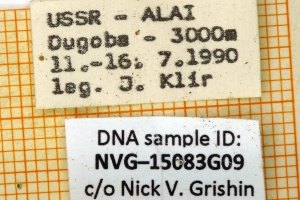 USSR - ALAI
Dugoba - 3000m
11.-16. 7.1990
leg. J. Klir
DNA sample ID:
NVG-15083G09
c/o Nick V. Grishin